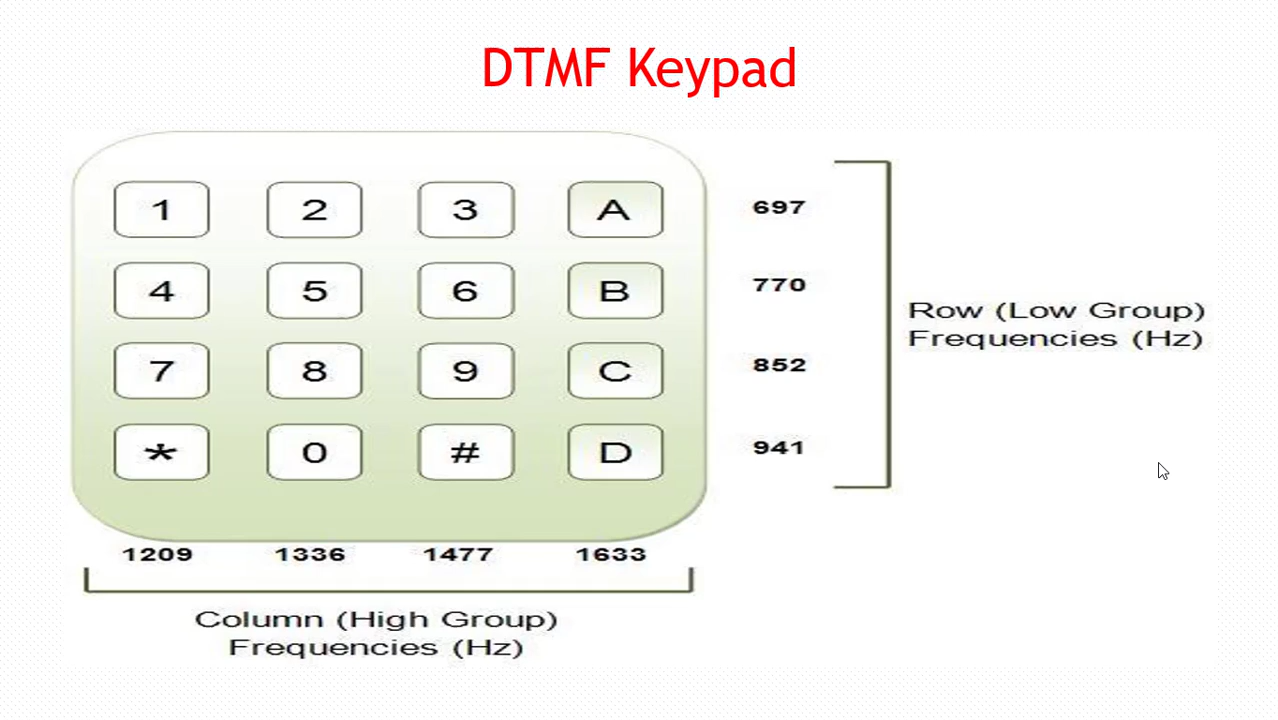 DTMF Keypad
1 2 3 A 697
4 5 6 B 770
7 8 9 C 852
* 0 # D 941
Row (Low Group)
Frequencies (Hz)
1209 1336 1477 1633
Column (High Group)
Frequencies (Hz)